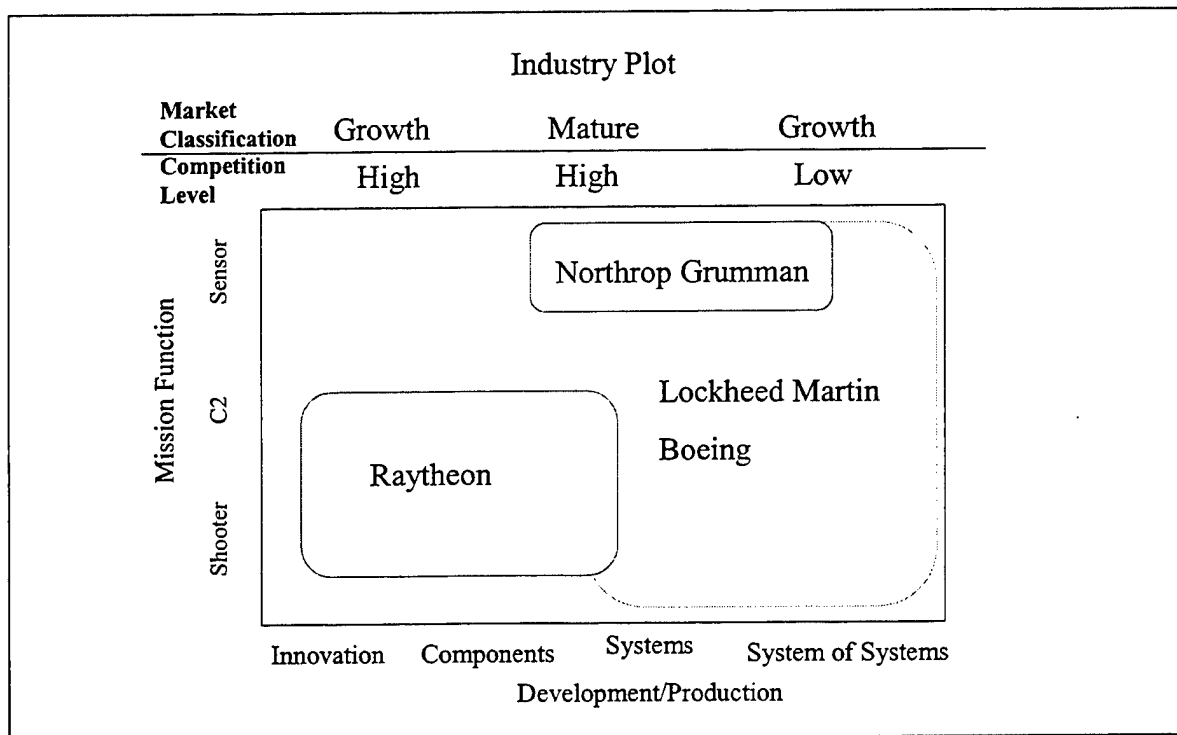 Industry Plot
Market
Classification
Growth
Mature
Growth
Competition
Level
High
High
Low
Mission Function
Sensor
C2
Shooter
Northrop Grumman
Lockheed Martin
Boeing
Raytheon
Innovation
Components
Systems
System of Systems
Development/Production